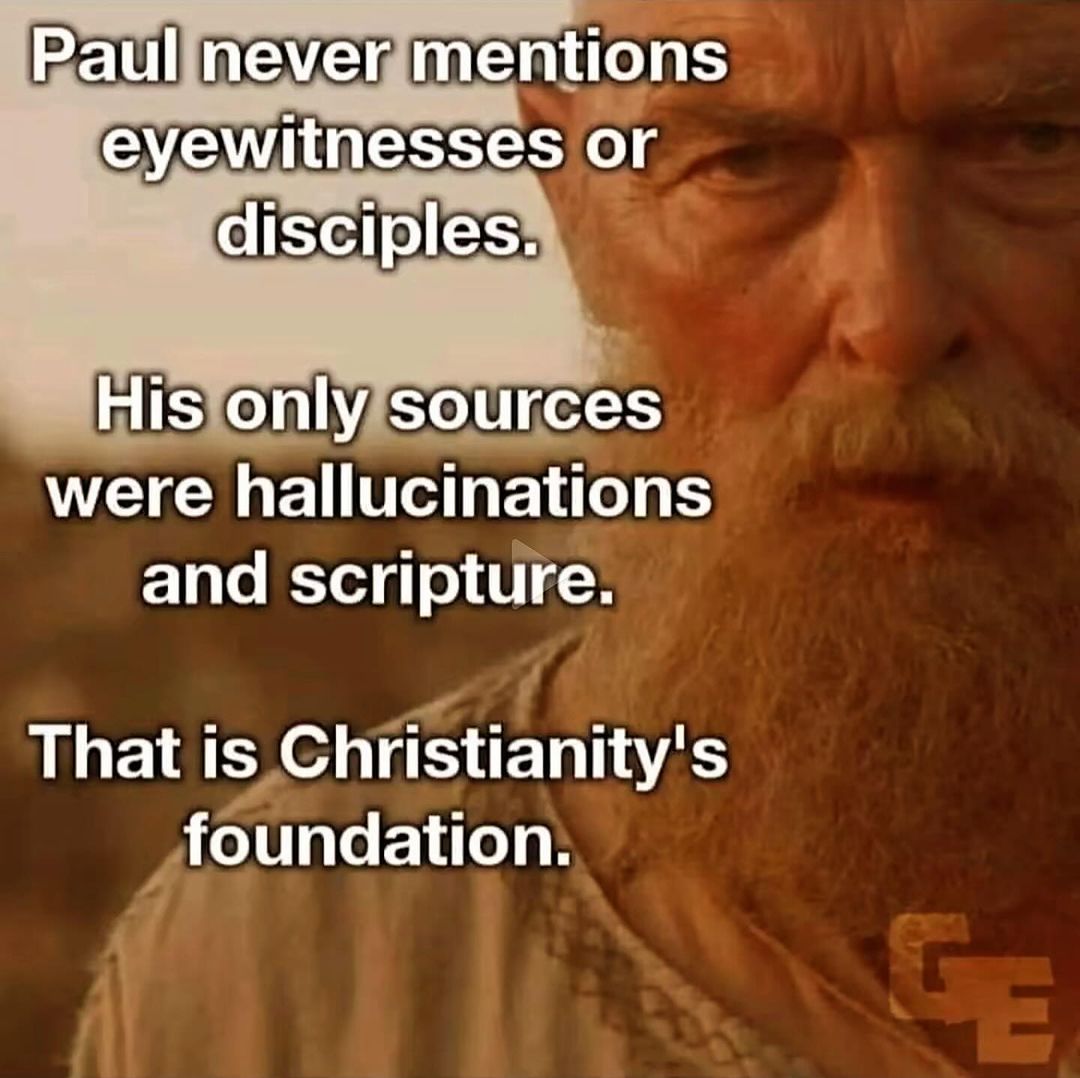 Paul never mentions
eyewitnesses or
disciples.
His only sources
were hallucinations
and scripture.
That is Christianity's
foundation.
GE